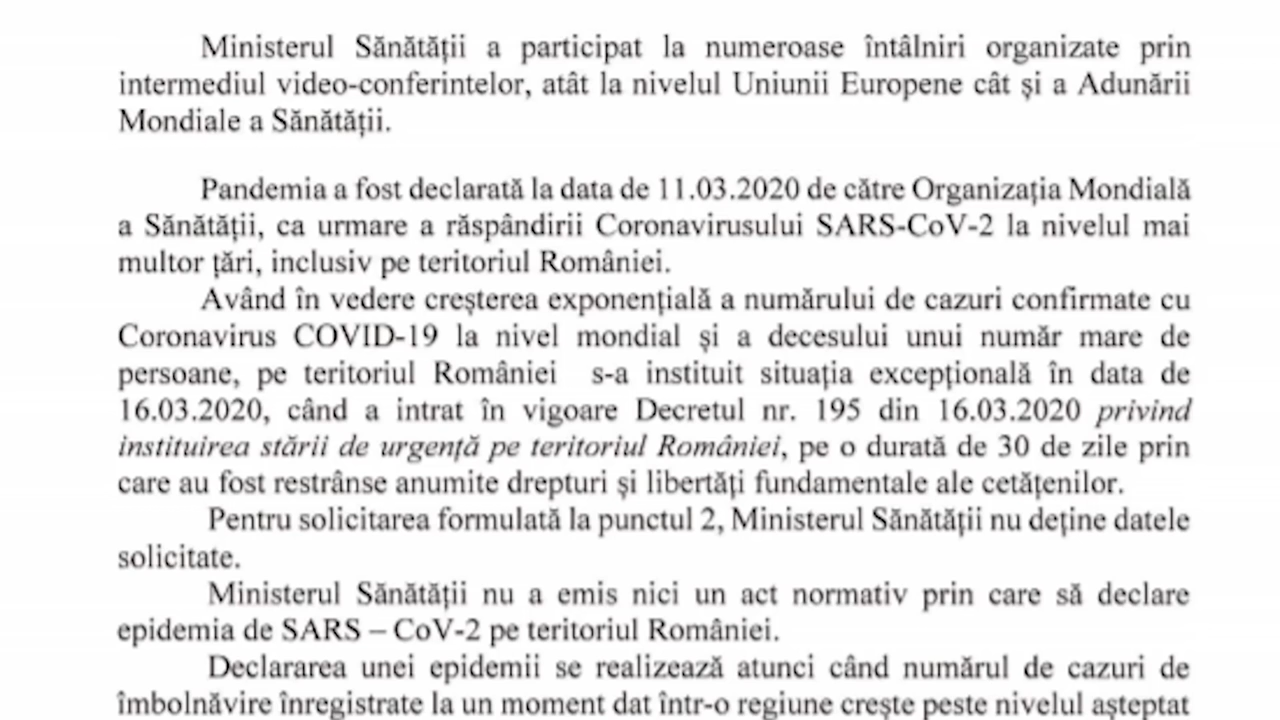 Ministerul Sănătății a participat la numeroase întâlniri organizate prin
intermediul video-conferintelor, atât la nivelul Uniunii Europene cât și a Adunării
Mondiale a Sănătății.
Pandemia a fost declarată la data de 11.03.2020 de către Organizația Mondială
a Sănătății, ca urmare a răspândirii Coronavirusului SARS-CoV-2 la nivelul mai
multor țări, inclusiv pe teritoriul României.
Având în vedere creșterea exponențială a numărului de cazuri confirmate cu
Coronavirus COVID-19 la nivel mondial și a decesului unui număr mare de
persoane, pe teritoriul României s-a instituit situația excepțională în data de
16.03.2020, când a intrat în vigoare Decretul nr. 195 din 16.03.2020 privind
instituirea stării de urgență pe teritoriul României, pe o durată de 30 de zile prin
care au fost restrânse anumite drepturi și libertăți fundamentale ale cetățenilor.
Pentru solicitarea formulată la punctul 2, Ministerul Sănătății nu deține datele
solicitate.
Ministerul Sănătății nu a emis nici un act normativ prin care să declare
epidemia de SARS – CoV-2 pe teritoriul României.
Declararea unei epidemii se realizează atunci când numărul de cazuri de
îmbolnăvire înregistrate la un moment dat într-o regiune crește peste nivelul așteptat